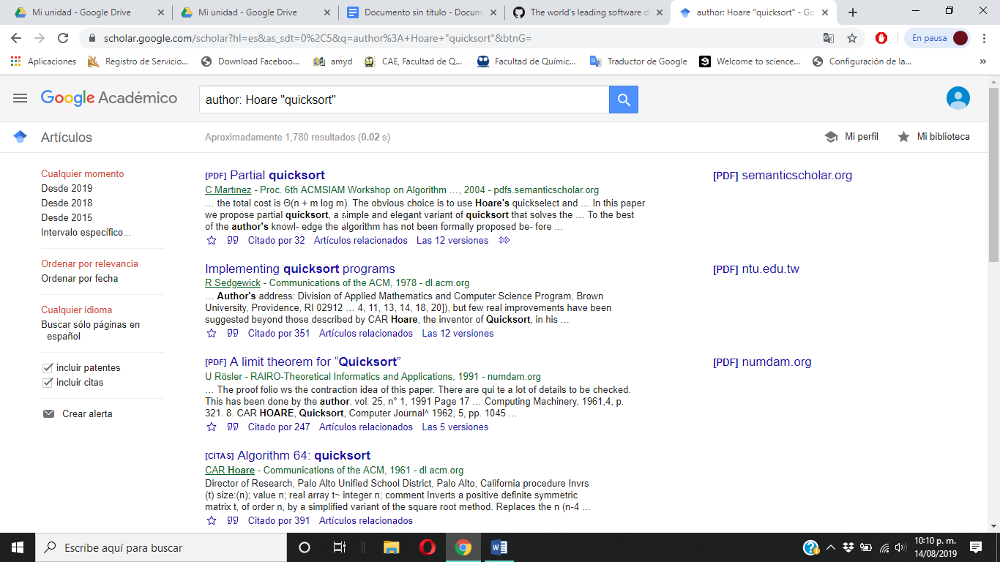 Mi unidad - Google Drive
Mi unidad - Google Drive
Documento sin título - Docum
The world's leading software d
author: Hoare "quicksort" - Go
scholar.google.com/scholar?hl=es&as_sdt=0%2C5&q=author%3A+Hoare+"quicksort"&btnG=
En pausa
Aplicaciones
Registro de Servicio...
Download Faceboo...
amyd
CAE, Facultad de Q...
Facultad de Químic...
Traductor de Google
Welcome to science...
Configuración de la...
»
Google Académico
author: Hoare "quicksort"
Artículos
Aproximadamente 1,780 resultados (0.02 s)
Mi perfil
Mi biblioteca
Cualquier momento
Desde 2019
Desde 2018
Desde 2015
Intervalo específico...
Ordenar por relevancia
Ordenar por fecha
Cualquier idioma
Buscar sólo páginas en
español
incluir patentes
incluir citas
Crear alerta
[PDF] Partial quicksort
C Martınez - Proc. 6th ACMSIAM Workshop on Algorithm …, 2004 - pdfs.semanticscholar.org
… the total cost is Θ(n + m log m). The obvious choice is to use Hoare's quickselect and … In this paper
we propose partial quicksort, a simple and elegant variant of quicksort that solves the … To the best
of the author's knowl- edge the algorithm has not been formally proposed be- fore …
Citado por 32 Artículos relacionados Las 12 versiones
[PDF] semanticscholar.org
Implementing quicksort programs
R Sedgewick - Communications of the ACM, 1978 - dl.acm.org
… Author's address: Division of Applied Mathematics and Computer Science Program, Brown
University, Providence, RI 02912 … 4, 11, 13, 14, 18, 20]), but few real improvements have been
suggested beyond those described by CAR Hoare, the inventor of Quicksort, in his …
Citado por 351 Artículos relacionados Las 12 versiones
[PDF] ntu.edu.tw
[PDF] A limit theorem for “Quicksort”
U Rösler - RAIRO-Theoretical Informatics and Applications, 1991 - numdam.org
… The proof folio ws the contraction idea of this paper. There are qui te a lot of details to be checked.
This has been done by the author. vol. 25, n° 1, 1991 Page 17 … Computing Machinery, 1961,4, p.
321. 8. CAR HOARE, Quicksort, Computer Journal^ 1962, 5, pp. 1045 …
Citado por 247 Artículos relacionados Las 5 versiones
[PDF] numdam.org
[CITAS] Algorithm 64: quicksort
CAR Hoare - Communications of the ACM, 1961 - dl.acm.org
Director of Research, Palo Alto Unified School District, Palo Alto, California procedure Invrs
(t) size:(n); value n; real array t~ integer n; comment Inverts a positive definite symmetric
matrix t, of order n, by a simplified variant of the square root method. Replaces the n (n-4 …
Citado por 391 Artículos relacionados
Escribe aquí para buscar
10:10 p. m.
14/08/2019